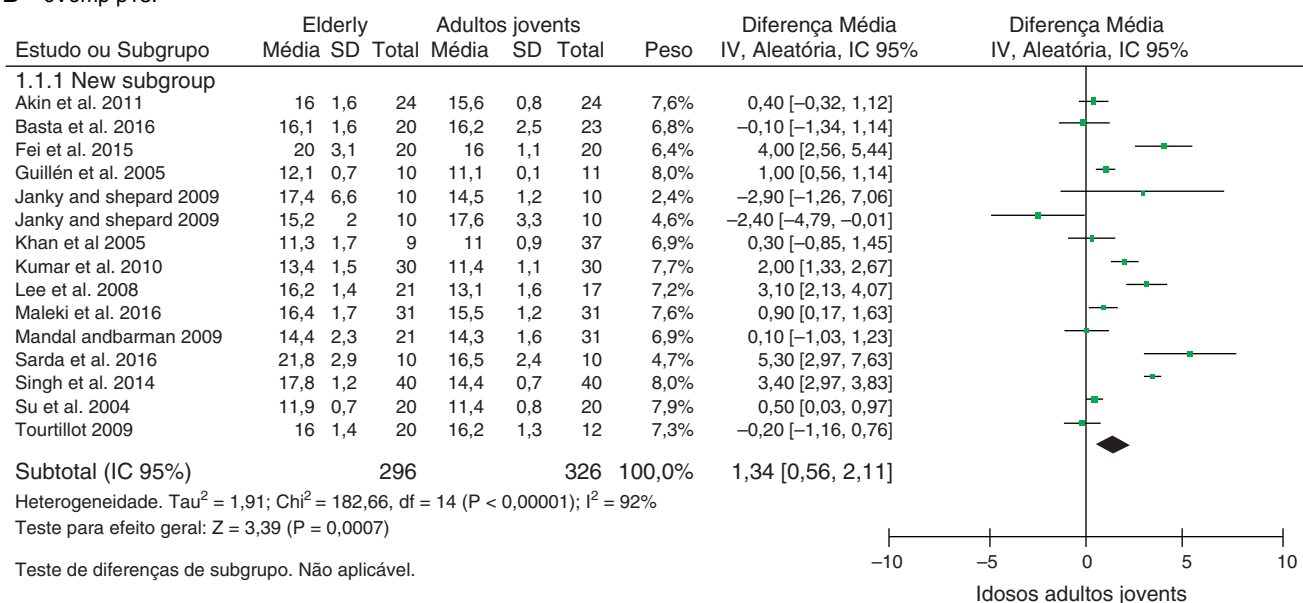 Elderly Adultos jovents Diferença Média Diferença Média
Estudo ou Subgrupo Média SD Total Média SD Total Peso IV, Aleatória, IC 95% IV, Aleatória, IC 95%
1.1.1 New subgroup
Akin et al. 2011 16 1,6 24 15,6 0,8 24 7,6% 0,40 [–0,32, 1,12]
Basta et al. 2016 16,1 1,6 20 16,2 2,5 23 6,8% –0,10 [–1,34, 1,14]
Fei et al. 2015 20 3,1 20 16 1,1 20 6,4% 4,00 [2,56, 5,44]
Guillén et al. 2005 12,1 0,7 10 11,1 0,1 11 8,0% 1,00 [0,56, 1,14]
Janky and shepard 2009 17,4 6,6 10 14,5 1,2 10 2,4% –2,90 [–1,26, 7,06]
Janky and shepard 2009 15,2 2 10 17,6 3,3 10 4,6% –2,40 [–4,79, –0,01]
Khan et al 2005 11,3 1,7 9 11 0,9 37 6,9% 0,30 [–0,85, 1,45]
Kumar et al. 2010 13,4 1,5 30 11,4 1,1 30 7,7% 2,00 [1,33, 2,67]
Lee et al. 2008 16,2 1,4 21 13,1 1,6 17 7,2% 3,10 [2,13, 4,07]
Maleki et al. 2016 16,4 1,7 31 15,5 1,2 31 7,6% 0,90 [0,17, 1,63]
Mandal andbarman 2009 14,4 2,3 21 14,3 1,6 31 6,9% 0,10 [–1,03, 1,23]
Sarda et al. 2016 21,8 2,9 10 16,5 2,4 10 4,7% 5,30 [2,97, 7,63]
Singh et al. 2014 17,8 1,2 40 14,4 0,7 40 8,0% 3,40 [2,97, 3,83]
Su et al. 2004 11,9 0,7 20 11,4 0,8 20 7,9% 0,50 [0,03, 0,97]
Tourtillot 2009 16 1,4 20 16,2 1,3 12 7,3% –0,20 [–1,16, 0,76]
Subtotal (IC 95%) 296 326 100,0% 1,34 [0,56, 2,11]
Heterogeneidade. Tau² = 1,91; Chi² = 182,66, df = 14 (P < 0,00001); I² = 92%
Teste para efeito geral: Z = 3,39 (P = 0,0007)
Teste de diferenças de subgrupo. Não aplicável.
–10 –5 0 5 10
Idosos adultos jovents